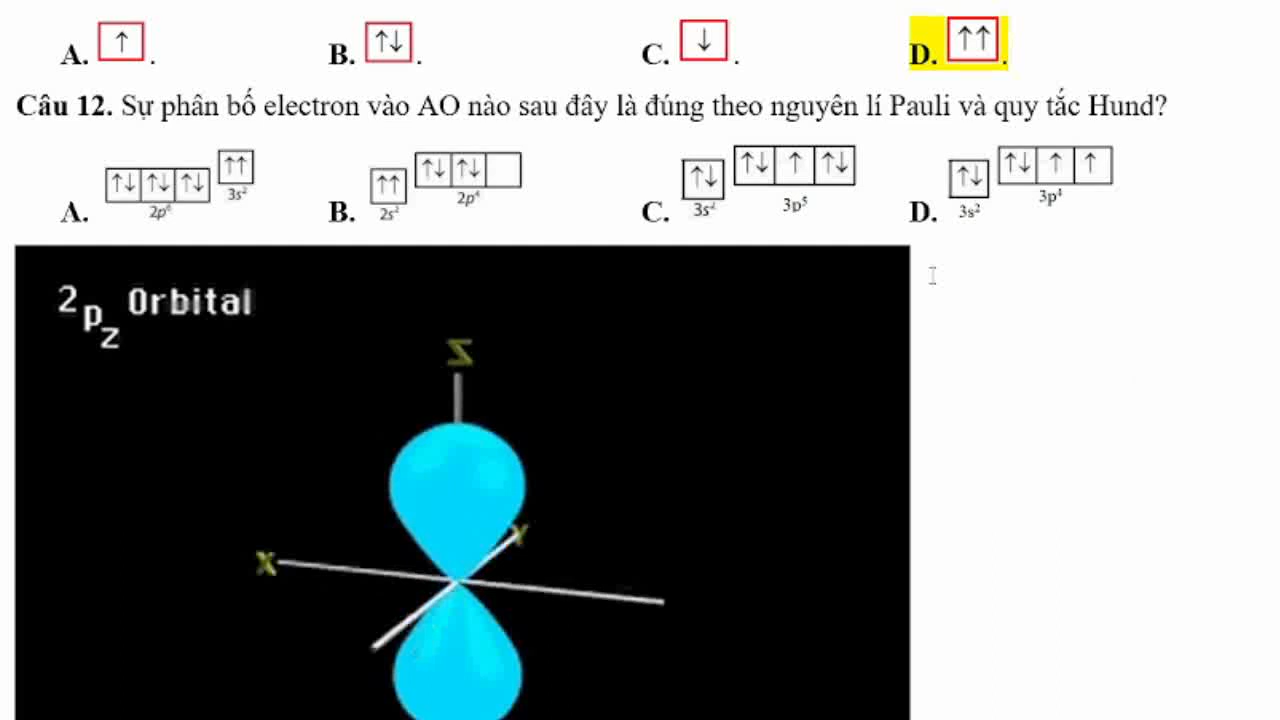 A. ↑ . B. ↑↓ . C. ↓ . D. ↑↑ .
Câu 12. Sự phân bố electron vào AO nào sau đây là đúng theo nguyên lí Pauli và quy tắc Hund?
A. ↑↓ ↑↓ ↑↓ 2p⁶ ↑↑ 3s² B. ↑↑ 2s² ↑↓ ↑↓ 2p⁴ C. ↑↓ 3s² ↑↓ ↑ ↑↓ 3p⁵ D. ↑↓ 3s² ↑↓ ↑ ↑ 3p⁴
2pz Orbital
Z
Y
X